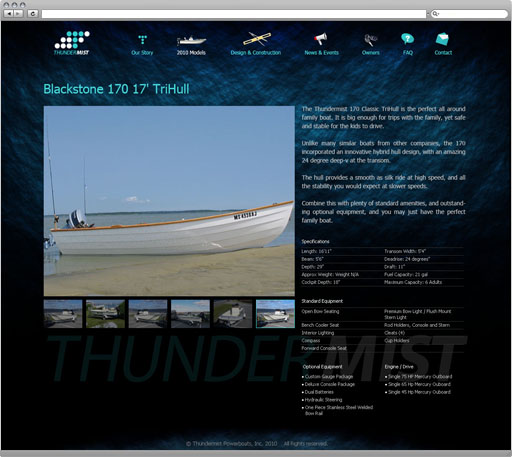 THUNDERMIST
Our Story
2010 Models
Design & Construction
News & Events
Owners
FAQ
Contact
Blackstone 170 17' TriHull
The Thundermist 170 Classic TriHull is the perfect all around
family boat. It is big enough for trips with the family, yet safe
and stable for the kids to drive.
Unlike many similar boats from other companies, the 170
incorporated an innovative hybrid hull design, with an amazing
24 degree deep-v at the transom.
The hull provides a smooth as silk ride at high speed, and all
the stability you would expect at slower speeds.
Combine this with plenty of standard amenities, and outstand-
ing optional equipment, and you may just have the perfect
family boat.
Specifications
Length: 16'11" Transom Width: 5'4"
Beam: 5'6" Deadrise: 24 degrees"
Depth: 29" Draft: 11"
Approx Weight: Weight N/A Fuel Capacity: 21 gal
Cockpit Depth: 18" Maximum Capacity: 6 Adults
Standard Equipment
Open Bow Seating Premium Bow Light / Flush Mount
Stern Light
Bench Cooler Seat Rod Holders, Console and Stern
Interior Lighting Cleats (4)
Compass Cup Holders
Forward Console Seat
THUNDERMIST
Optional Equipment Engine / Drive
• Custom Gauge Package • Single 75 HP Mercury Outboard
• Deluxe Console Package • Single 65 Hp Mercury Ouboard
• Dual Batteries • Single 45 Hp Mercury Outboard
• Hydraulic Steering
• One Piece Stainless Steel Welded
Bow Rail
© Thundermist Powerboats, Inc. 2010 All Rights reserved.